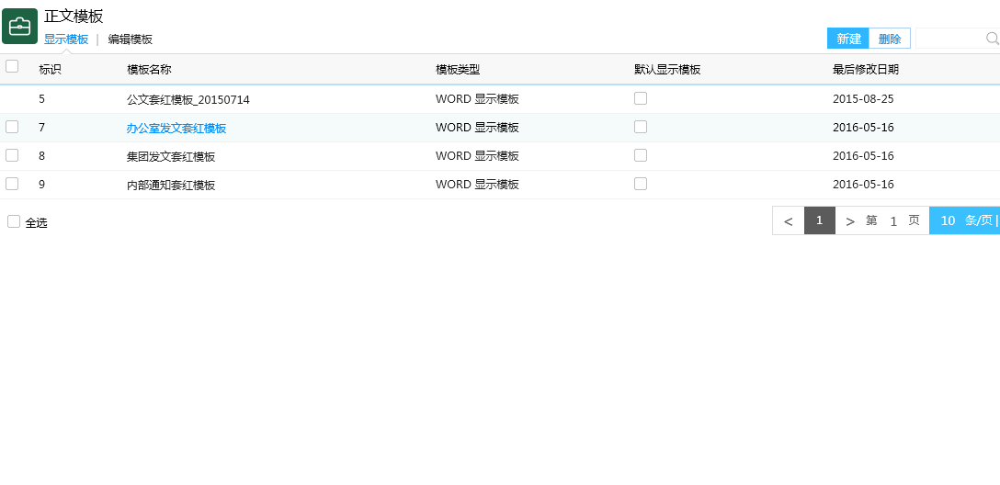 正文模板
显示模板 | 编辑模板
新建 删除
标识 模板名称 模板类型 默认显示模板 最后修改日期
5 公文套红模板_20150714 WORD 显示模板 2015-08-25
7 办公室发文套红模板 WORD 显示模板 2016-05-16
8 集团发文套红模板 WORD 显示模板 2016-05-16
9 内部通知套红模板 WORD 显示模板 2016-05-16
全选 < 1 > 第 1 页 10 条/页 |